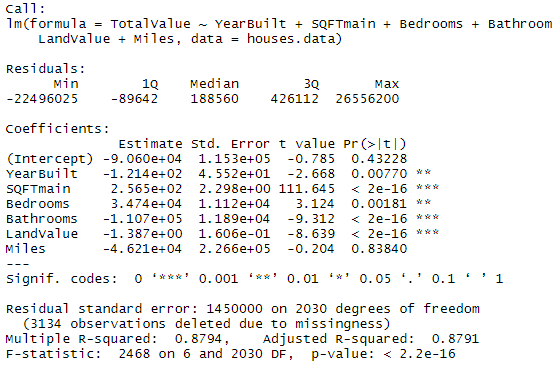 Call:
lm(formula = TotalValue ~ YearBuilt + SQFTmain + Bedrooms + Bathroom
    LandValue + Miles, data = houses.data)
Residuals:
      Min        1Q    Median        3Q       Max
-22496025    -89642    188560    426112  26556200
Coefficients:
              Estimate Std. Error t value Pr(>|t|)
(Intercept) -9.060e+04  1.153e+05  -0.785  0.43228
YearBuilt   -1.214e+02  4.552e+01  -2.668  0.00770 **
SQFTmain     2.565e+02  2.298e+00 111.645  < 2e-16 ***
Bedrooms     3.474e+04  1.112e+04   3.124  0.00181 **
Bathrooms   -1.107e+05  1.189e+04  -9.312  < 2e-16 ***
LandValue   -1.387e+00  1.606e-01  -8.639  < 2e-16 ***
Miles       -4.621e+04  2.266e+05  -0.204  0.83840
---
Signif. codes:  0 ‘***’ 0.001 ‘**’ 0.01 ‘*’ 0.05 ‘.’ 0.1 ‘ ’ 1
Residual standard error: 1450000 on 2030 degrees of freedom
  (3134 observations deleted due to missingness)
Multiple R-squared:  0.8794,    Adjusted R-squared:  0.8791
F-statistic:  2468 on 6 and 2030 DF,  p-value: < 2.2e-16